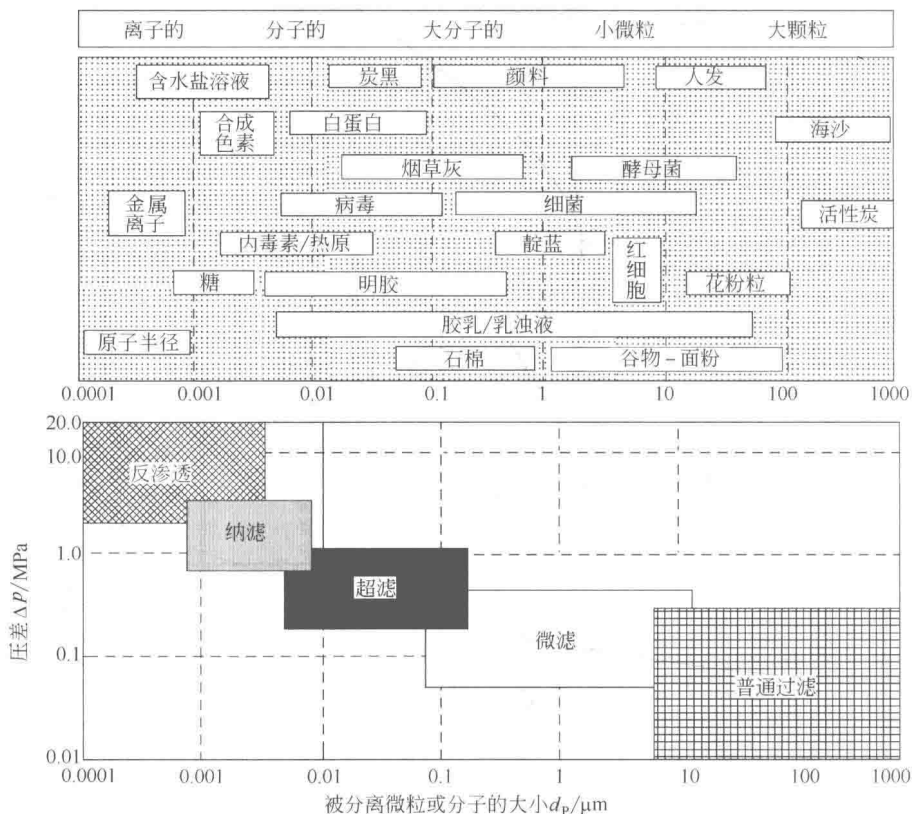 离子的 分子的 大分子的 小微粒 大颗粒
含水盐溶液 炭黑 颜料 人发
合成色素 白蛋白 海沙
烟草灰 酵母菌
金属离子 病毒 细菌 活性炭
内毒素/热原 靛蓝 红细胞
糖 明胶 花粉粒
胶乳/乳浊液
原子半径 石棉 谷物－面粉
0.0001 0.001 0.01 0.1 1 10 100 1000
20.0
10.0
反渗透
纳滤
1.0
超滤
压差ΔP/MPa
微滤
0.1
普通过滤
0.01
0.0001 0.001 0.01 0.1 1 10 100 1000
被分离微粒或分子的大小dₚ/μm